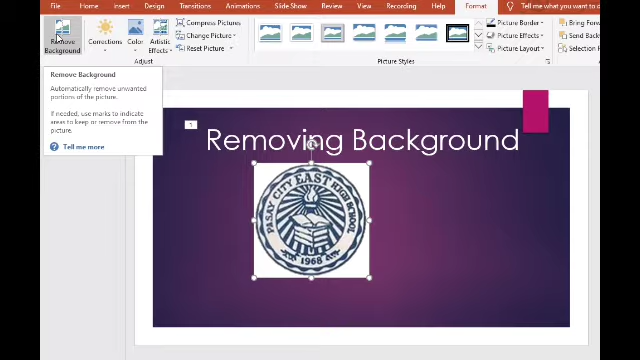 File Home Insert Design Transitions Animations Slide Show Review View Recording Help Format Tell me what you want to
Remove Background
Corrections
Color
Artistic Effects
Compress Pictures
Change Picture
Reset Picture
Picture Border
Picture Effects
Picture Layout
Bring Forw
Send Back
Selection
Adjust
Picture Styles
Remove Background
Automatically remove unwanted
portions of the picture.
If needed, use marks to indicate
areas to keep or remove from the
picture.
Tell me more
1
Removing Background
PASAY CITY EAST HIGH SCHOOL
1968